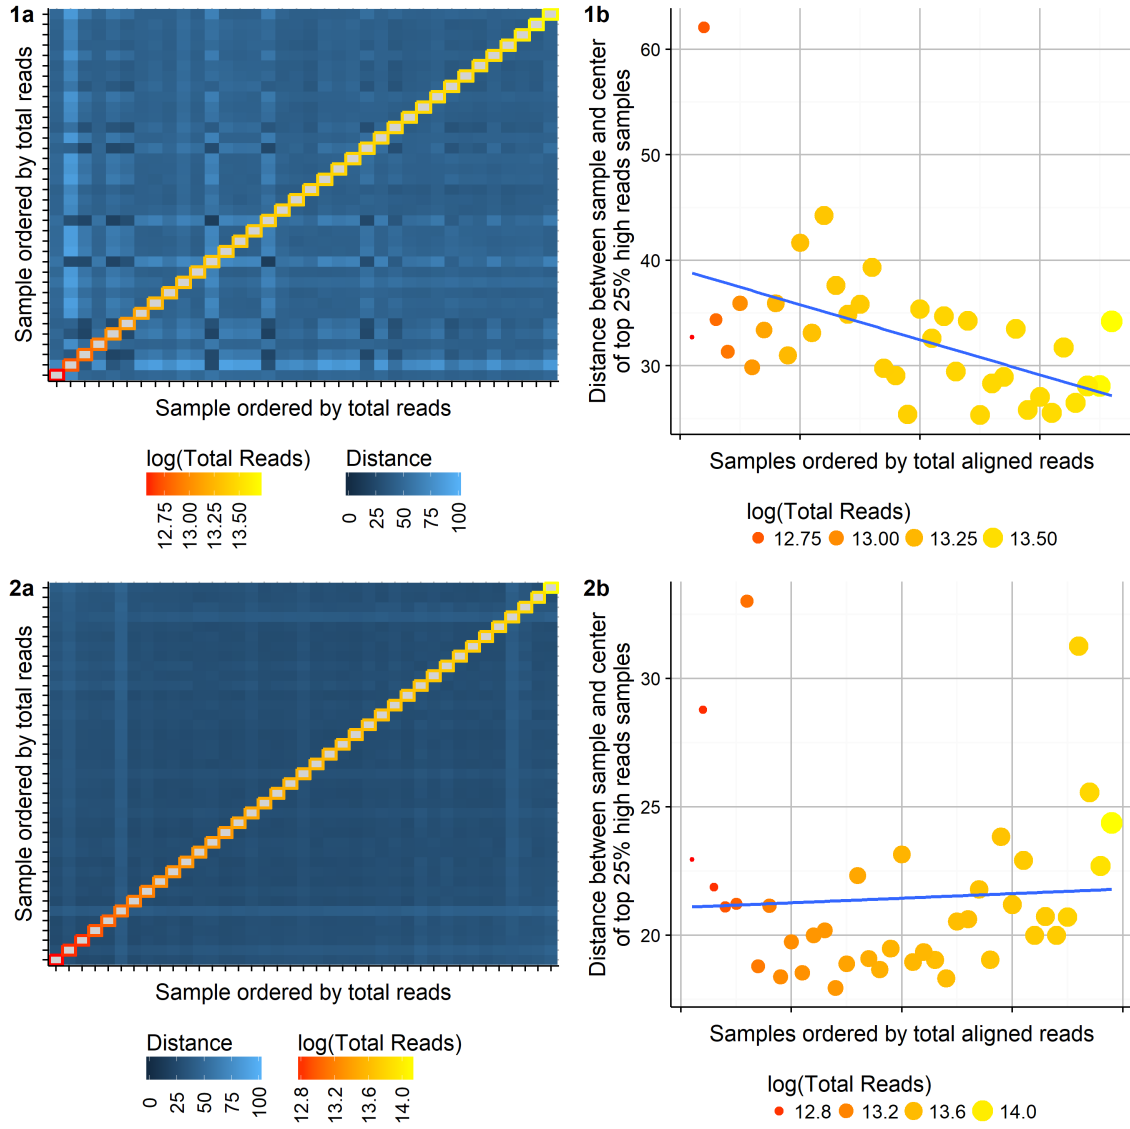 1a
Sample ordered by total reads
Sample ordered by total reads
log(Total Reads)
12.75
13.00
13.25
13.50
Distance
0
25
50
75
100
1b
Distance between sample and center
of top 25% high reads samples
60
50
40
30
Samples ordered by total aligned reads
log(Total Reads)
12.75 13.00 13.25 13.50
2a
Sample ordered by total reads
Sample ordered by total reads
Distance
0
25
50
75
100
log(Total Reads)
12.8
13.2
13.6
14.0
2b
Distance between sample and center
of top 25% high reads samples
30
25
20
Samples ordered by total aligned reads
log(Total Reads)
12.8 13.2 13.6 14.0